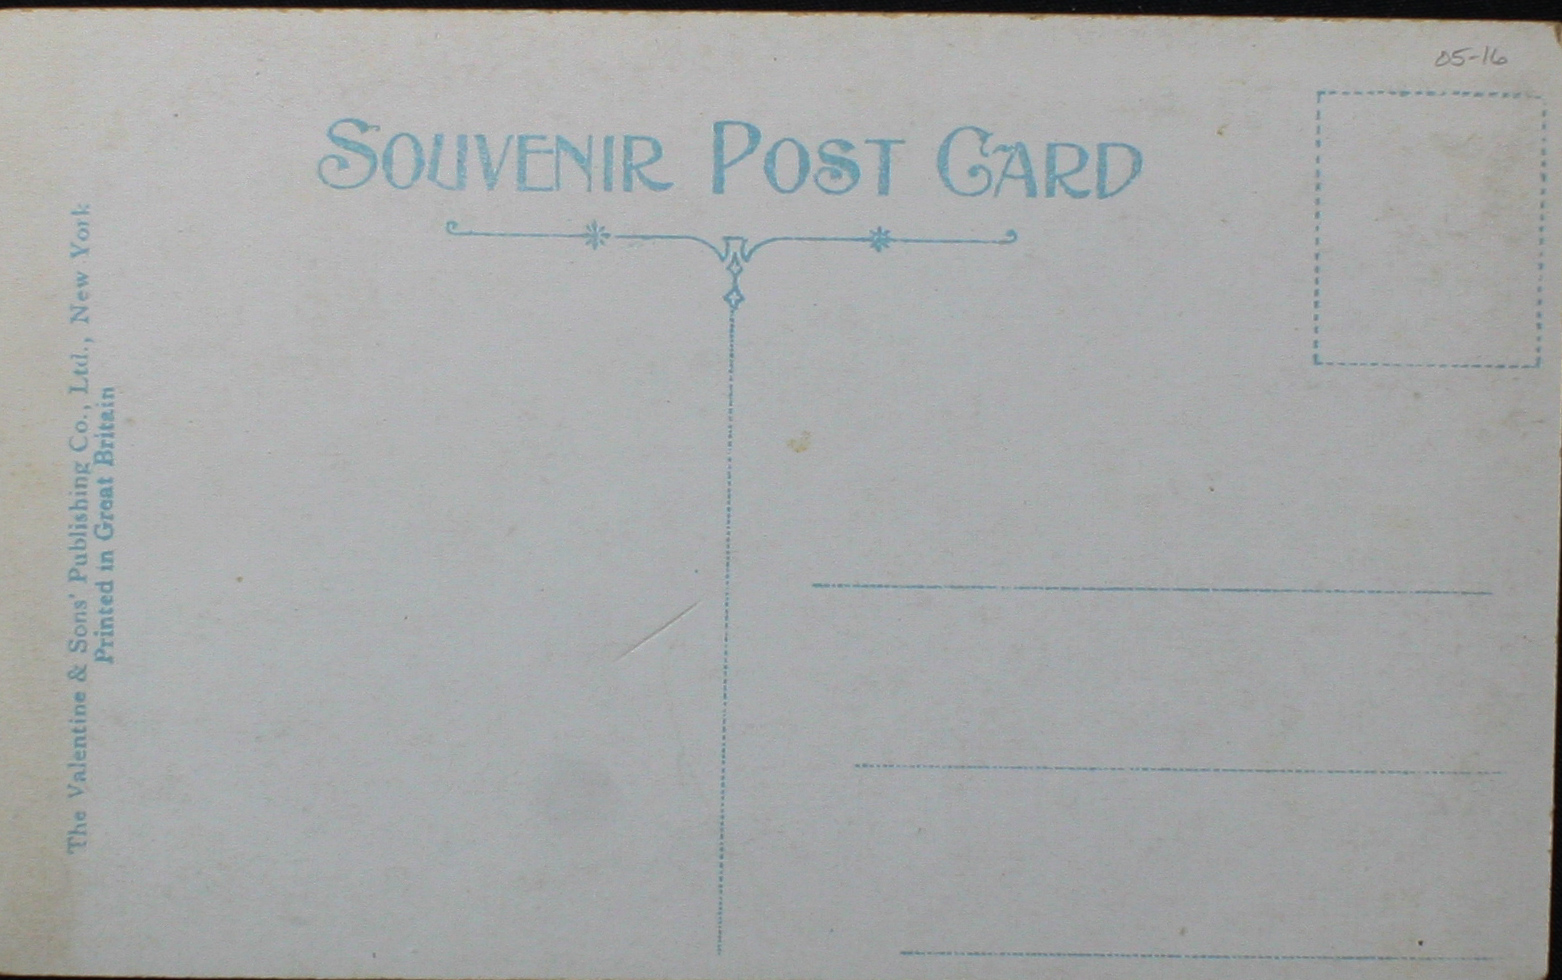 05-16
SOUVENIR POST CARD
The Valentine & Sons' Publishing Co., Ltd., New York
Printed in Great Britain